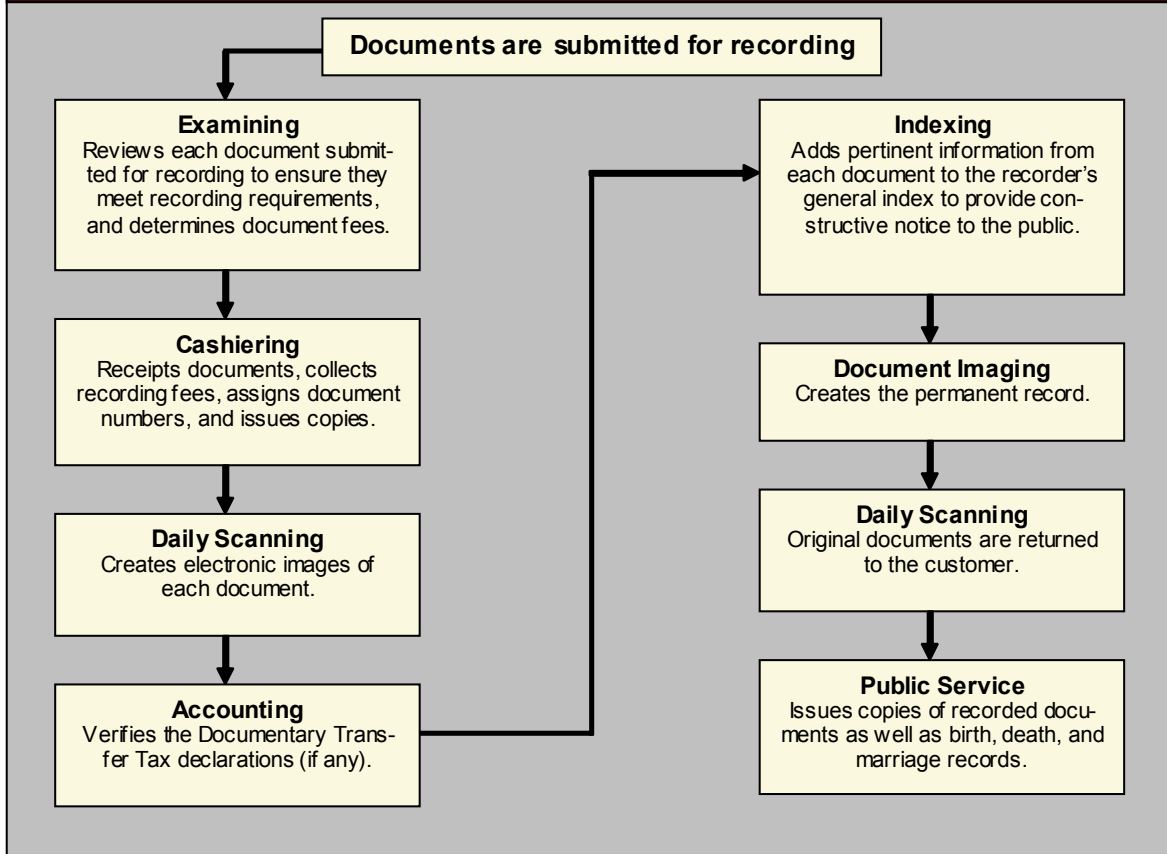 Documents are submitted for recording
Examining
Reviews each document submit-
ted for recording to ensure they
meet recording requirements,
and determines document fees.
Cashiering
Receipts documents, collects
recording fees, assigns document
numbers, and issues copies.
Daily Scanning
Creates electronic images of
each document.
Accounting
Verifies the Documentary Trans-
fer Tax declarations (if any).
Indexing
Adds pertinent information from
each document to the recorder's
general index to provide con-
structive notice to the public.
Document Imaging
Creates the permanent record.
Daily Scanning
Original documents are returned
to the customer.
Public Service
Issues copies of recorded docu-
ments as well as birth, death, and
marriage records.